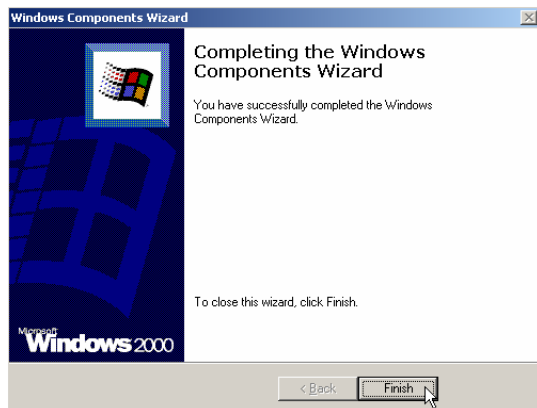 Windows Components Wizard
Completing the Windows
Components Wizard
You have successfully completed the Windows
Components Wizard.
To close this wizard, click Finish.
Microsoft
Windows 2000
< Back
Finish